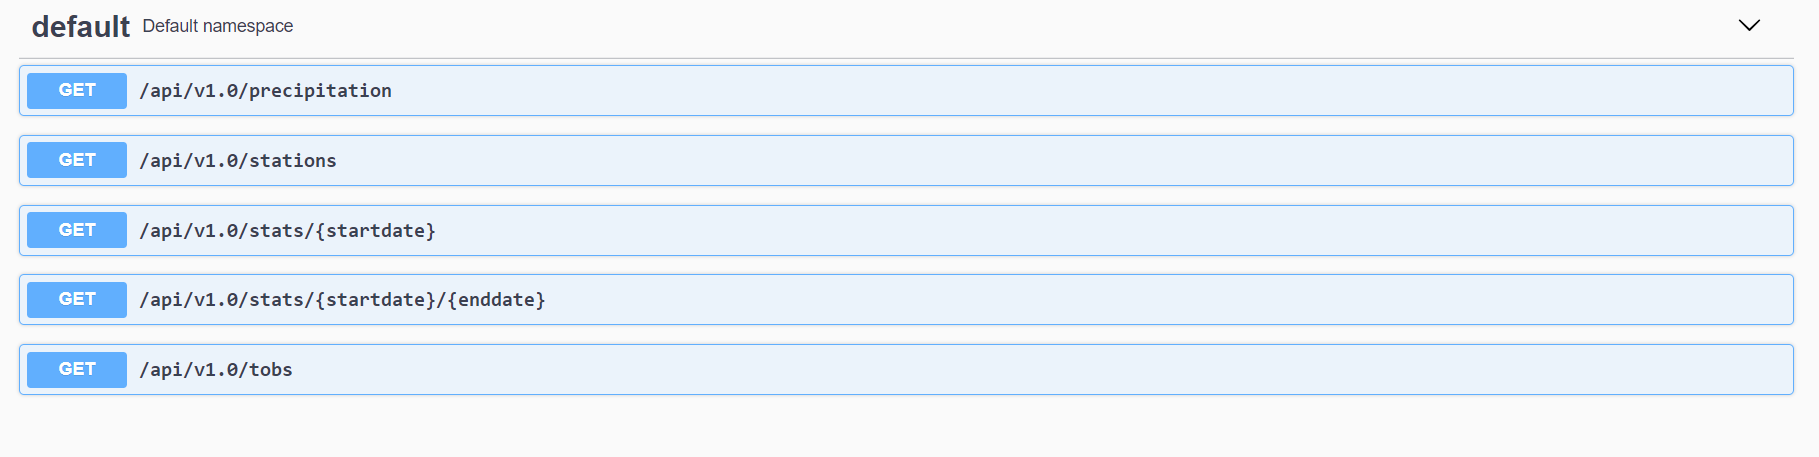 default Default namespace
GET /api/v1.0/precipitation
GET /api/v1.0/stations
GET /api/v1.0/stats/{startdate}
GET /api/v1.0/stats/{startdate}/{enddate}
GET /api/v1.0/tobs